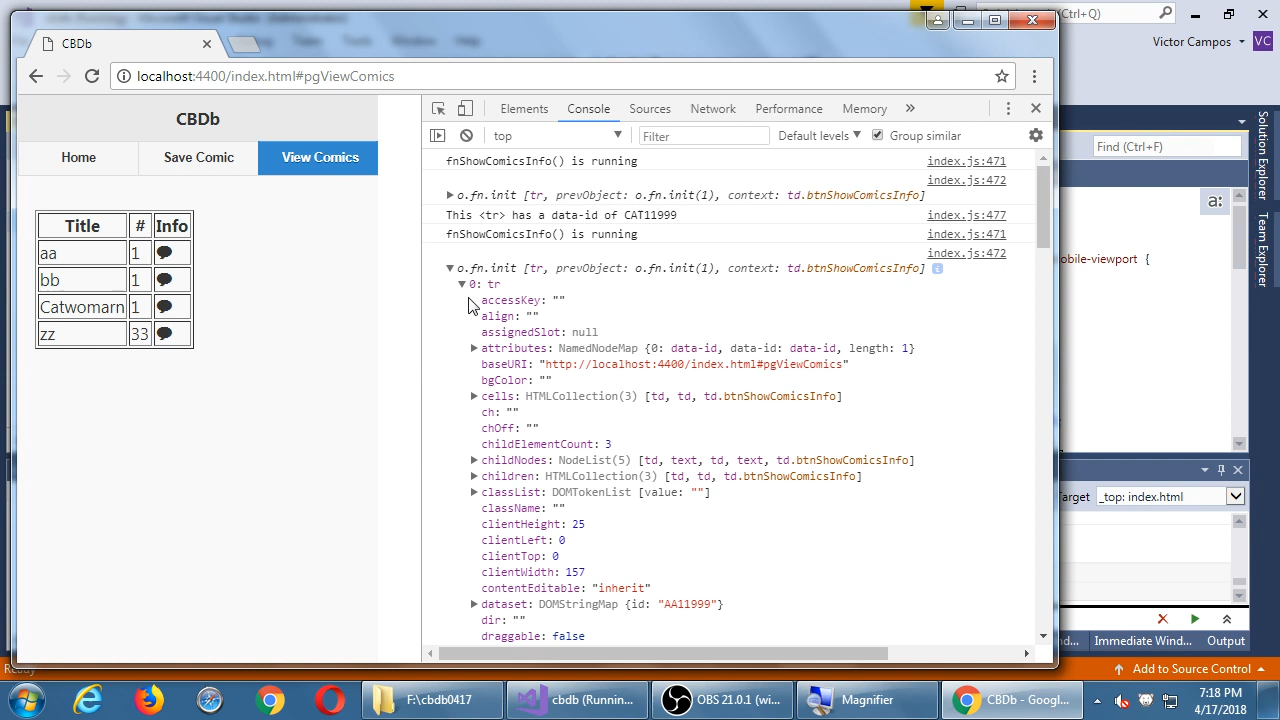 (Ctrl+Q)
Victor Campos VC
CBDb
localhost:4400/index.html#pgViewComics
CBDb
Home Save Comic View Comics
Title # Info
aa 1
bb 1
Catwomarn 1
zz 33
Elements Console Sources Network Performance Memory »
top Filter Default levels Group similar
fnShowComicsInfo() is running index.js:471
index.js:472
o.fn.init [tr, prevObject: o.fn.init(1), context: td.btnShowComicsInfo]
This <tr> has a data-id of CAT11999 index.js:477
fnShowComicsInfo() is running index.js:471
index.js:472
o.fn.init [tr, prevObject: o.fn.init(1), context: td.btnShowComicsInfo]
0: tr
accessKey: ""
align: ""
assignedSlot: null
attributes: NamedNodeMap {0: data-id, data-id: data-id, length: 1}
baseURI: "http://localhost:4400/index.html#pgViewComics"
bgColor: ""
cells: HTMLCollection(3) [td, td, td.btnShowComicsInfo]
ch: ""
chOff: ""
childElementCount: 3
childNodes: NodeList(5) [td, text, td, text, td.btnShowComicsInfo]
children: HTMLCollection(3) [td, td, td.btnShowComicsInfo]
classList: DOMTokenList [value: ""]
className: ""
clientHeight: 25
clientLeft: 0
clientTop: 0
clientWidth: 157
contentEditable: "inherit"
dataset: DOMStringMap {id: "AA11999"}
dir: ""
draggable: false
Find (Ctrl+F)
a:
obile-viewport {
Solution Explorer
Team Explorer
Target _top: index.html
nd... Immediate Wind... Output
Ready Add to Source Control
F:\cbdb0417 cbdb (Runnin... OBS 21.0.1 (wi... Magnifier CBDb - Googl...
7:18 PM
4/17/2018